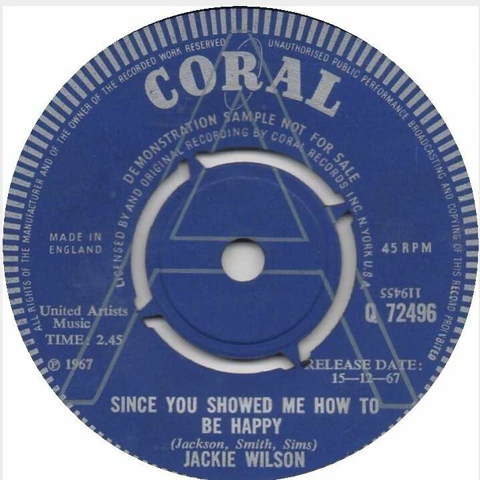 ALL RIGHTS OF THE MANUFACTURER AND OF THE OWNER OF THE RECORDED WORK RESERVED
UNAUTHORISED PUBLIC PERFORMANCE BROADCASTING AND COPYING OF THIS RECORD PROHIBITED
CORAL
DEMONSTRATION SAMPLE NOT FOR SALE
LICENSED BY AND ORIGINAL RECORDING BY CORAL RECORDS INC. N.YORK U.S.A
A
MADE IN
ENGLAND
45 RPM
119455
Q 72496
United Artists
Music
TIME: 2.45
℗ 1967
RELEASE DATE:
15—12—67
SINCE YOU SHOWED ME HOW TO
BE HAPPY
(Jackson, Smith, Sims)
JACKIE WILSON